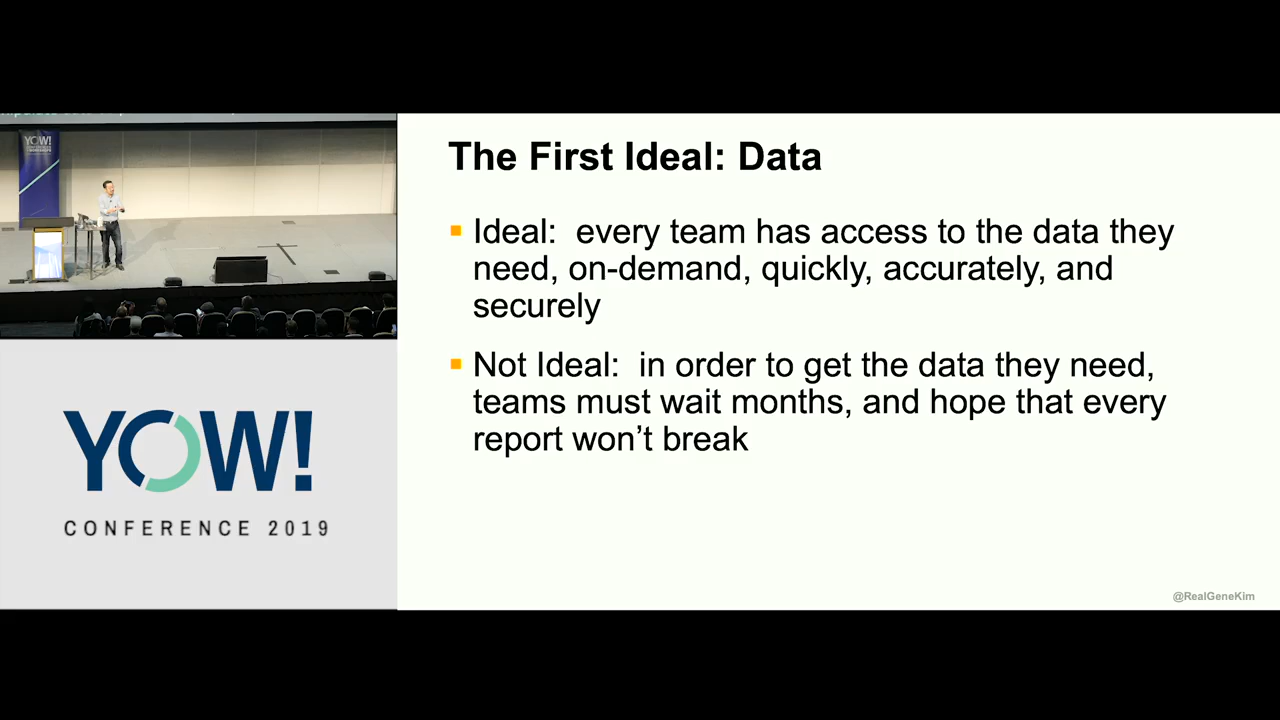 YOW!
The First Ideal: Data
Ideal: every team has access to the data they
need, on-demand, quickly, accurately, and
securely
Not Ideal: in order to get the data they need,
teams must wait months, and hope that every
report won’t break
YOW!
CONFERENCE 2019
@RealGeneKim